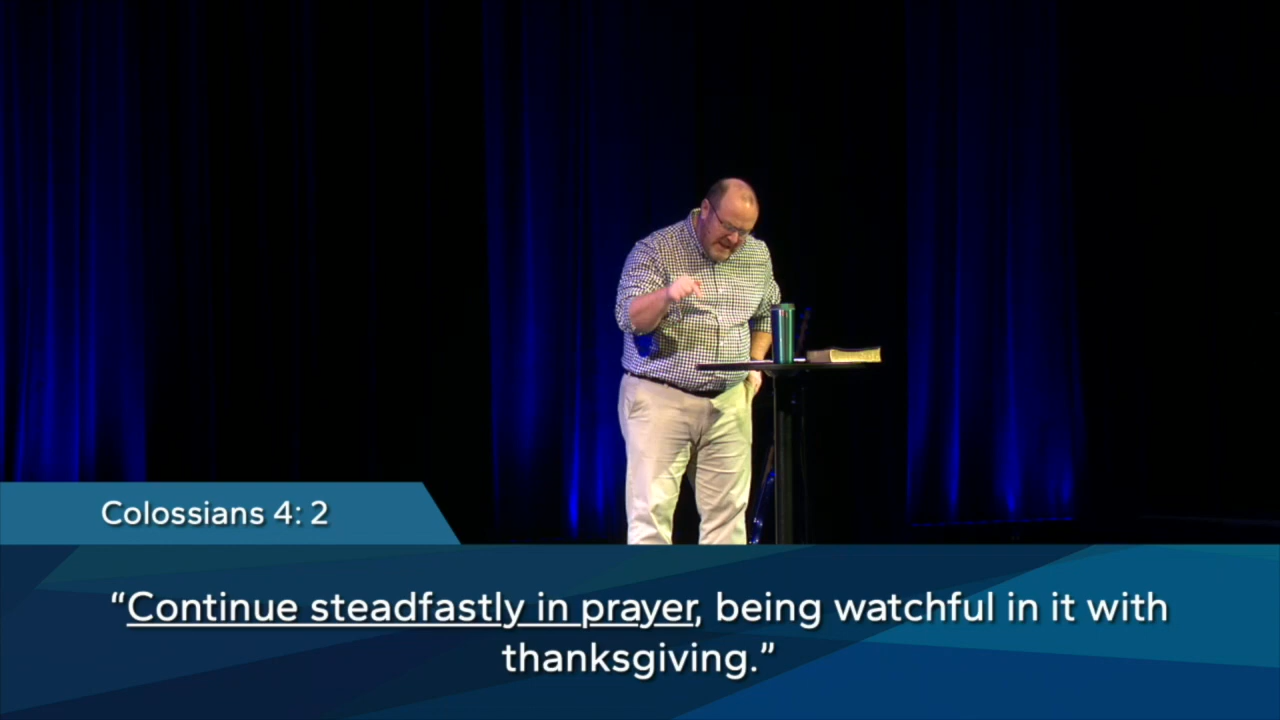 Colossians 4: 2
“Continue steadfastly in prayer, being watchful in it with
thanksgiving.”